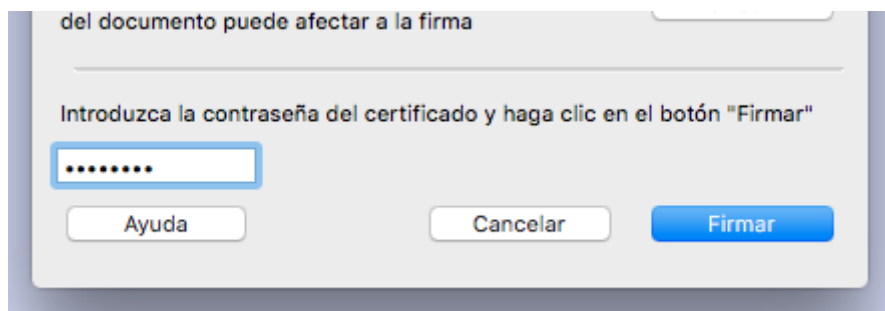 del documento puede afectar a la firma
Introduzca la contraseña del certificado y haga clic en el botón "Firmar"
••••••••
Ayuda
Cancelar
Firmar